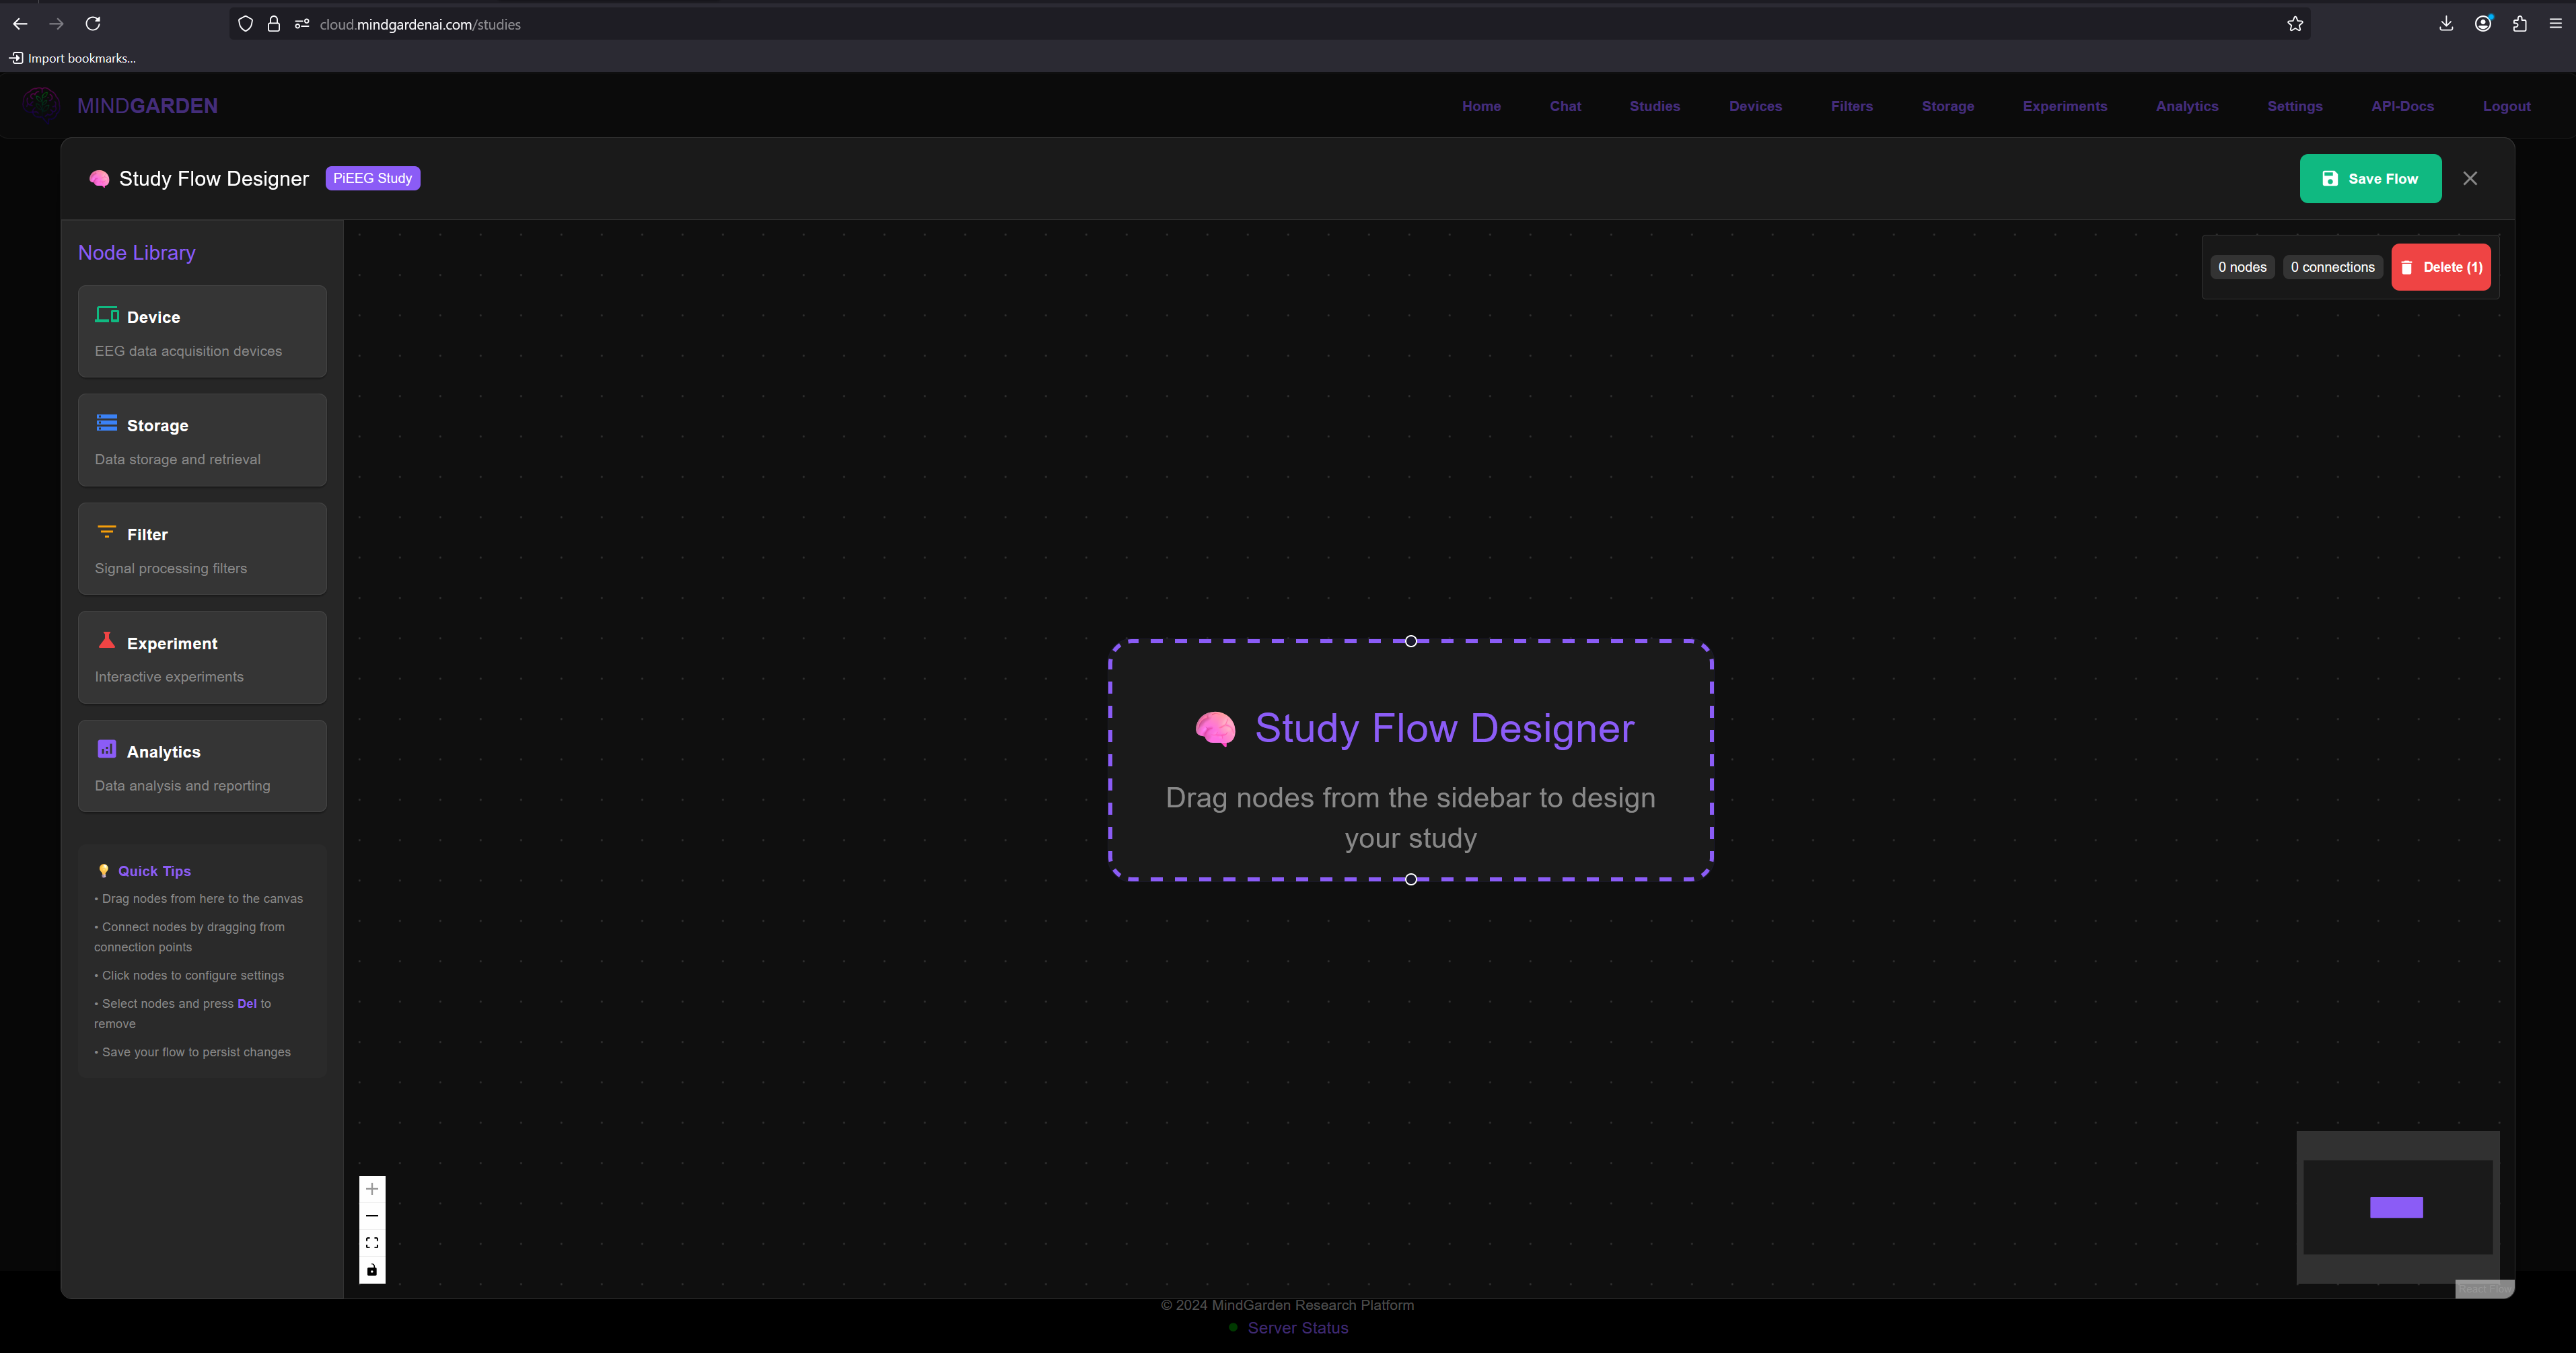 cloud.mindgardenai.com/studies
Import bookmarks...
MINDGARDEN
Home Chat Studies Devices Filters Storage Experiments Analytics Settings API-Docs Logout
Study Flow Designer PiEEG Study
Save Flow
Node Library
Device
EEG data acquisition devices
Storage
Data storage and retrieval
Filter
Signal processing filters
Experiment
Interactive experiments
Analytics
Data analysis and reporting
Quick Tips
• Drag nodes from here to the canvas
• Connect nodes by dragging from
connection points
• Click nodes to configure settings
• Select nodes and press Del to
remove
• Save your flow to persist changes
0 nodes 0 connections Delete (1)
Study Flow Designer
Drag nodes from the sidebar to design
your study
React Flow
© 2024 MindGarden Research Platform
Server Status